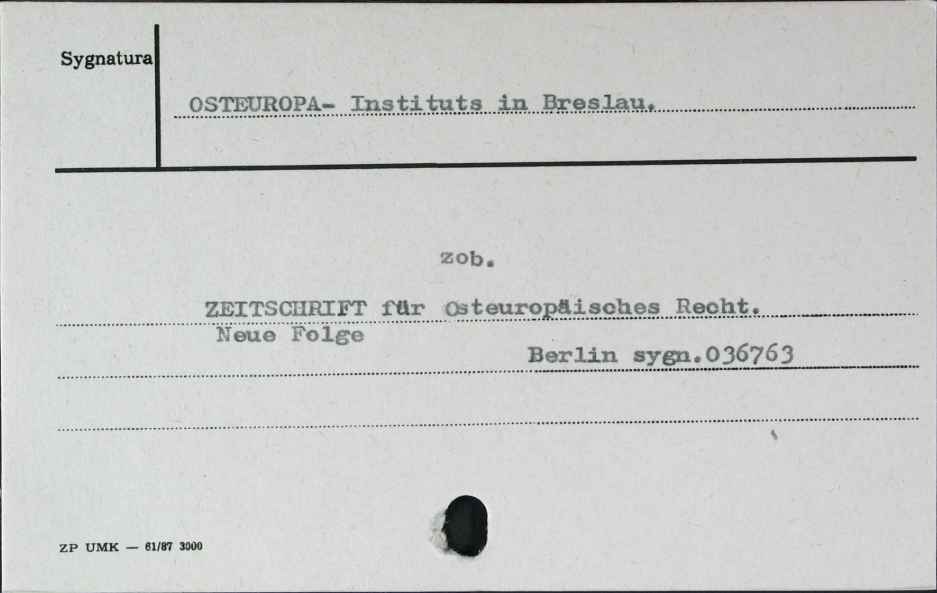 Sygnatura
OSTEUROPA- Instituts in Breslau.
zob.
ZEITSCHRIFT für Osteuropäisches Recht.
Neue Folge
Berlin sygn.036763
ZP UMK — 61/87 3000